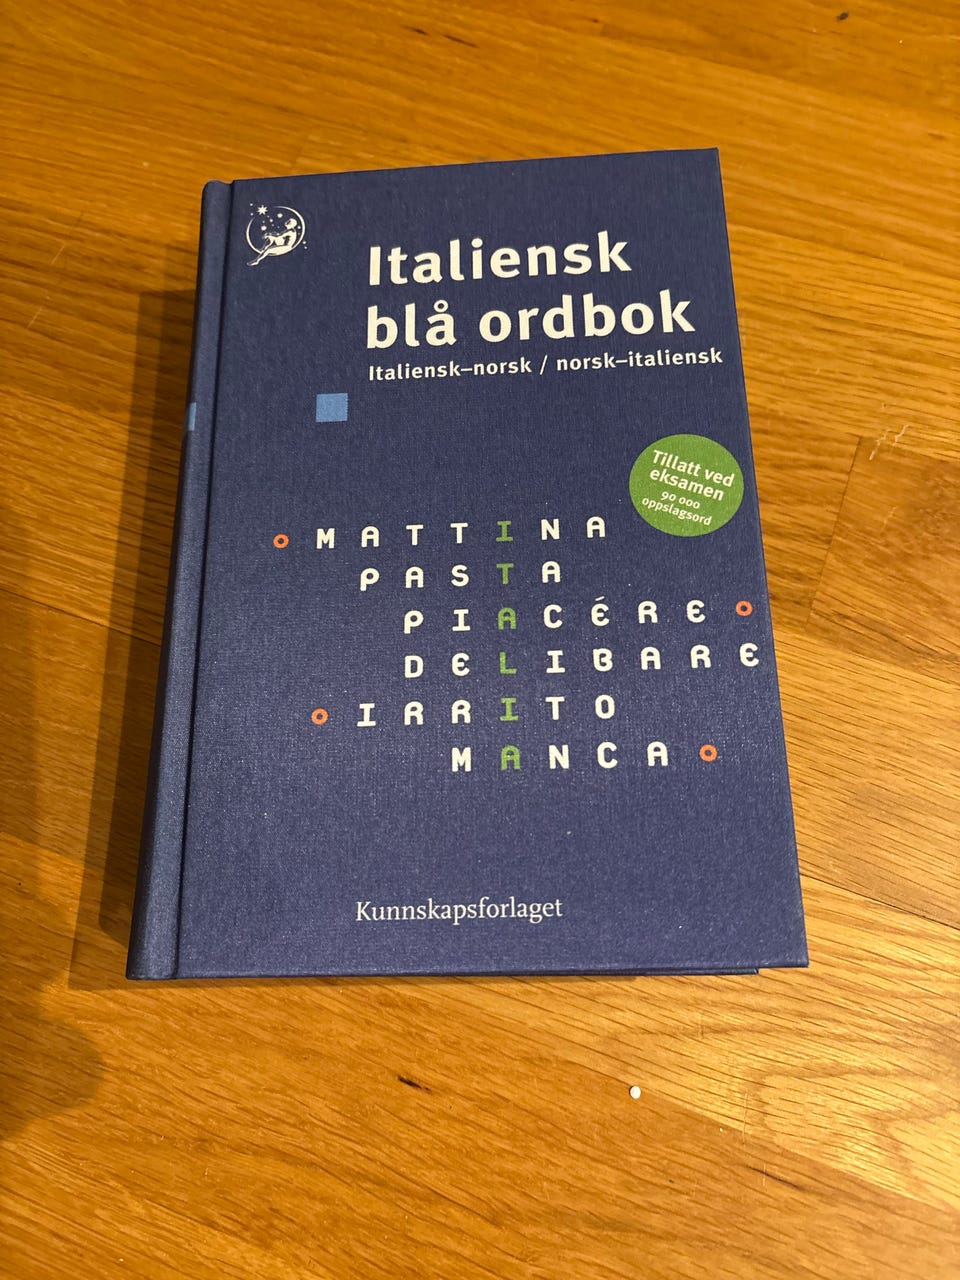 Italiensk
blå ordbok
Italiensk–norsk / norsk–italiensk
Tillatt ved
eksamen
90 000
oppslagsord
MATTINA
PASTA
PIACÉRE
DELIBARE
IRRITO
MANCA
Kunnskapsforlaget